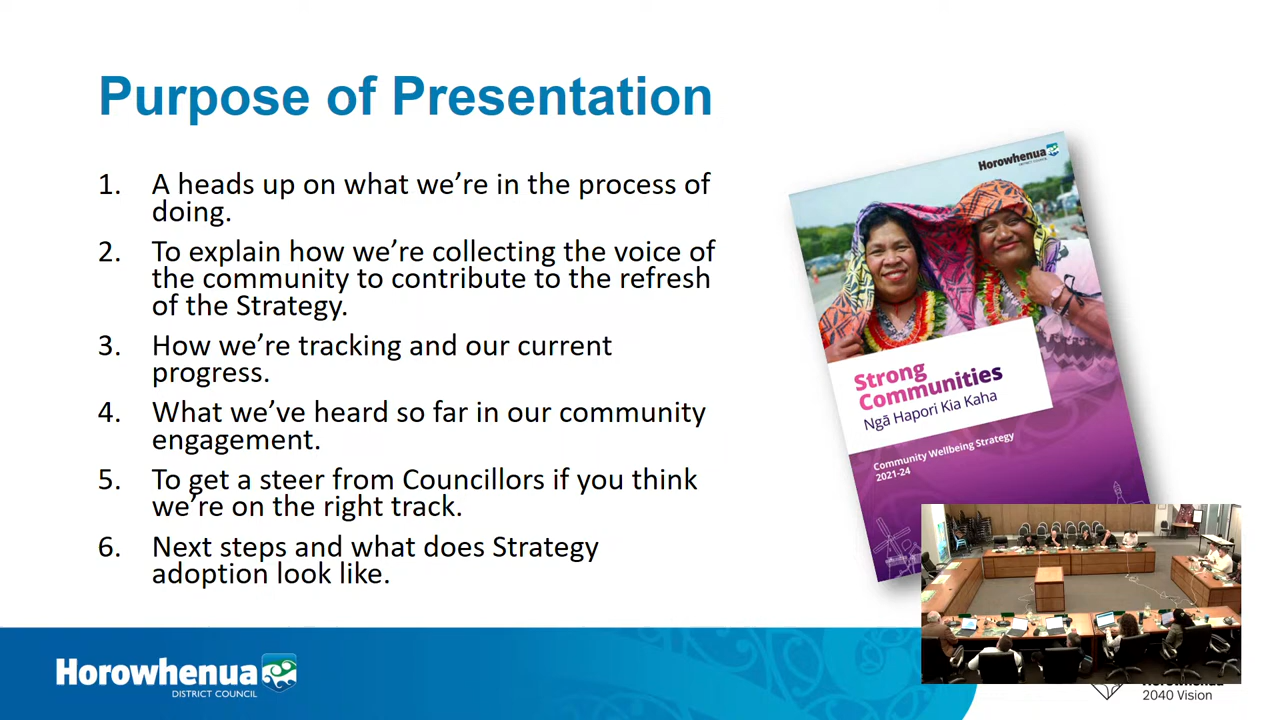 Purpose of Presentation
1. A heads up on what we’re in the process of
doing.
2. To explain how we’re collecting the voice of
the community to contribute to the refresh
of the Strategy.
3. How we’re tracking and our current
progress.
4. What we’ve heard so far in our community
engagement.
5. To get a steer from Councillors if you think
we’re on the right track.
6. Next steps and what does Strategy
adoption look like.
Horowhenua
Strong
Communities
Ngā Hapori Kia Kaha
Community Wellbeing Strategy
2021-24
Horowhenua
DISTRICT COUNCIL
2040 Vision